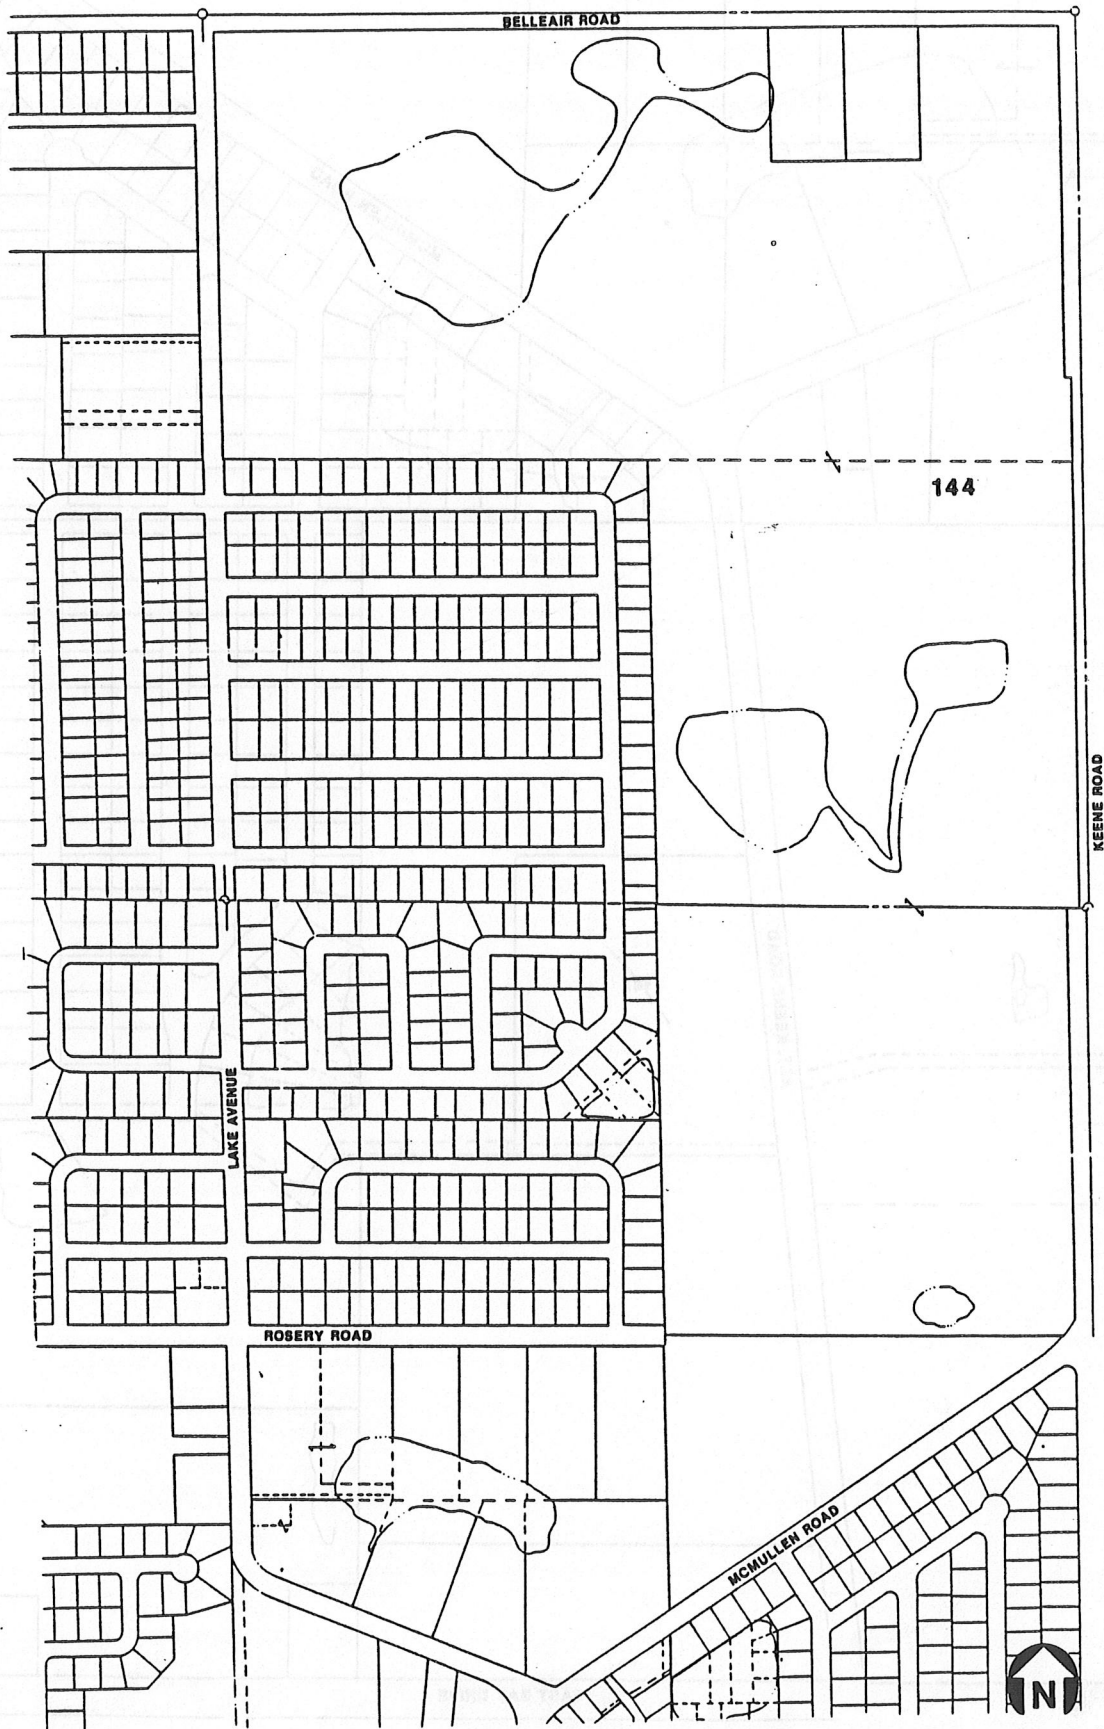 BELLEAIR ROAD
144
KEENE ROAD
LAKE AVENUE
ROSERY ROAD
MCMULLEN ROAD
N